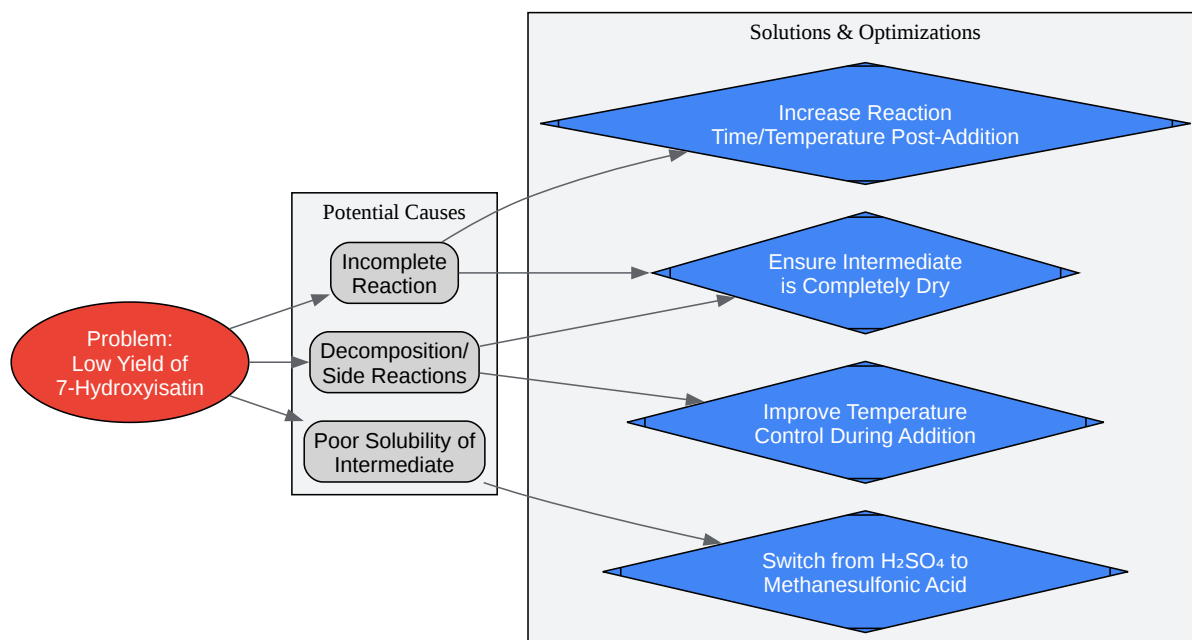 Solutions & Optimizations
Increase Reaction
Time/Temperature Post-Addition
Potential Causes
Incomplete
Reaction
Ensure Intermediate
is Completely Dry
Problem:
Low Yield of
7-Hydroxyisatin
Decomposition/
Side Reactions
Improve Temperature
Control During Addition
Poor Solubility of
Intermediate
Switch from H₂SO₄ to
Methanesulfonic Acid